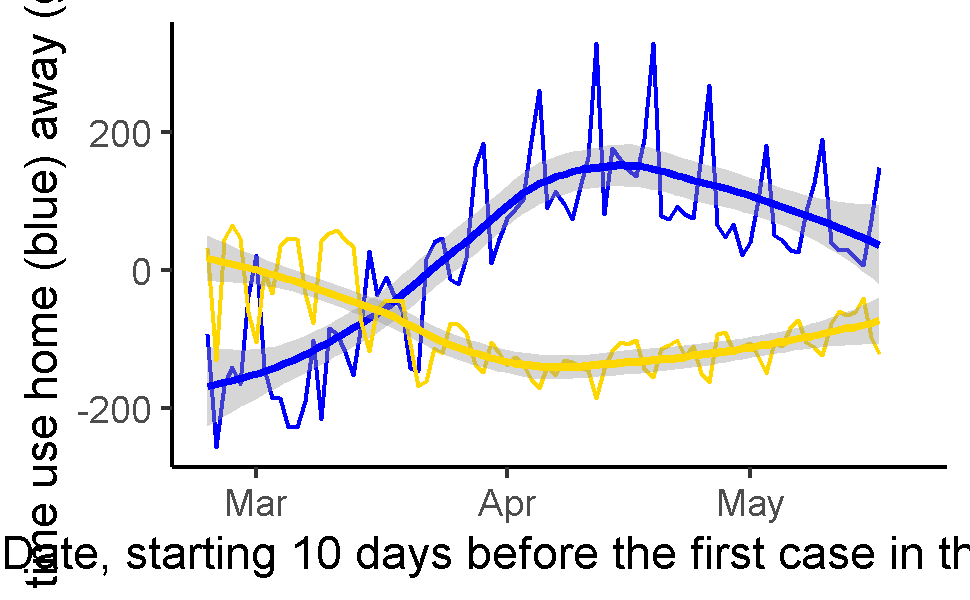 time use home (blue) away (
200
0
-200
Mar Apr May
Date, starting 10 days before the first case in th